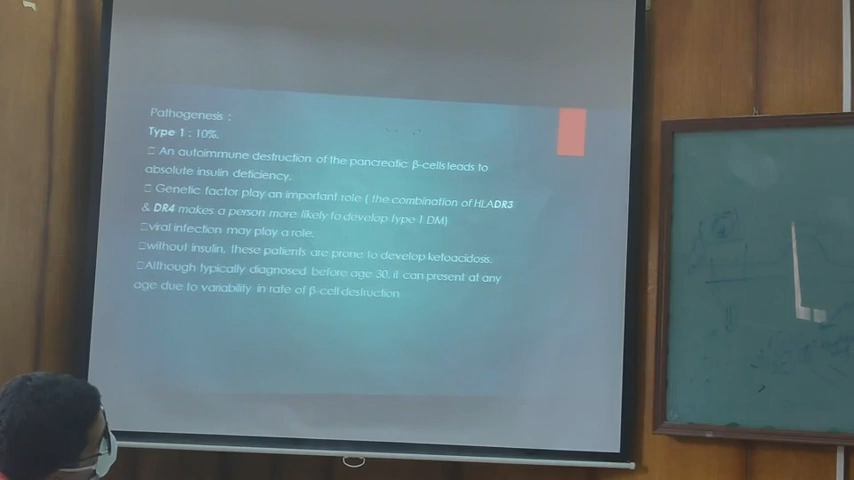 Pathogenesis :
Type 1 : 10%.
An autoimmune destruction of the pancreatic β-cells leads to
absolute insulin deficiency.
Genetic factor play an important role ( the combination of HLADR3
& DR4 makes a person more likely to develop type 1 DM)
viral infection may play a role.
without insulin, these patients are prone to develop ketoacidosis.
Although typically diagnosed before age 30, it can present at any
age due to variability in rate of β-cell destruction